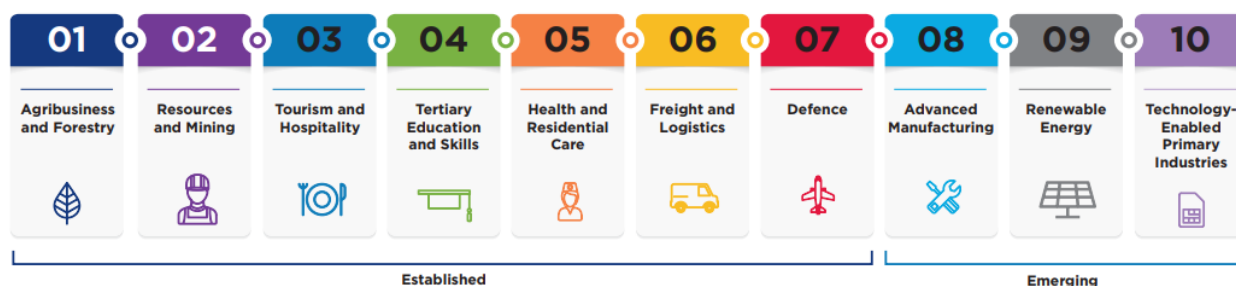 01
02
03
04
05
06
07
08
09
10
Agribusiness
and Forestry
Resources
and Mining
Tourism and
Hospitality
Tertiary
Education
and Skills
Health and
Residential
Care
Freight and
Logistics
Defence
Advanced
Manufacturing
Renewable
Energy
Technology-
Enabled
Primary
Industries
Established
Emerging